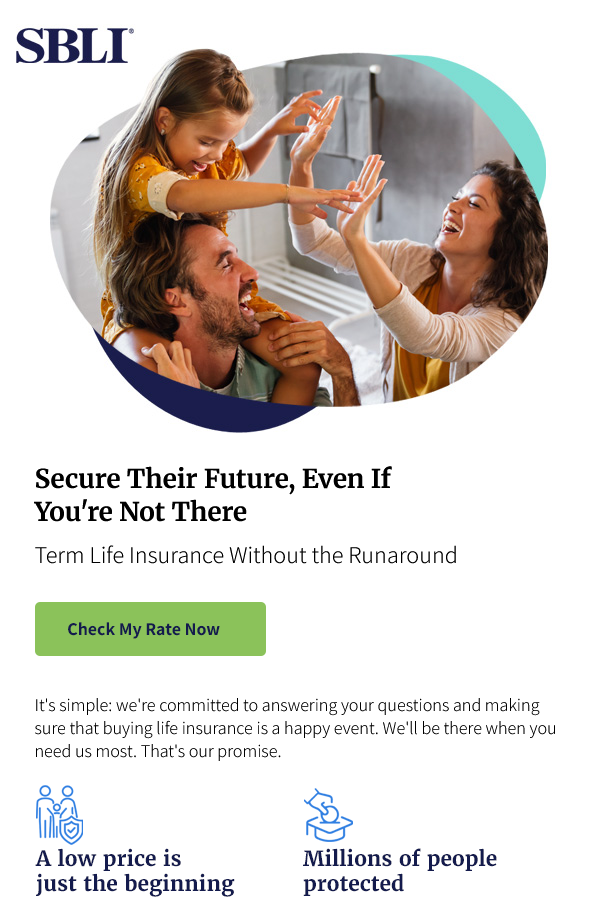 SBLI®
Secure Their Future, Even If
You're Not There
Term Life Insurance Without the Runaround
Check My Rate Now
It's simple: we're committed to answering your questions and making
sure that buying life insurance is a happy event. We'll be there when you
need us most. That's our promise.
A low price is
just the beginning
Millions of people
protected